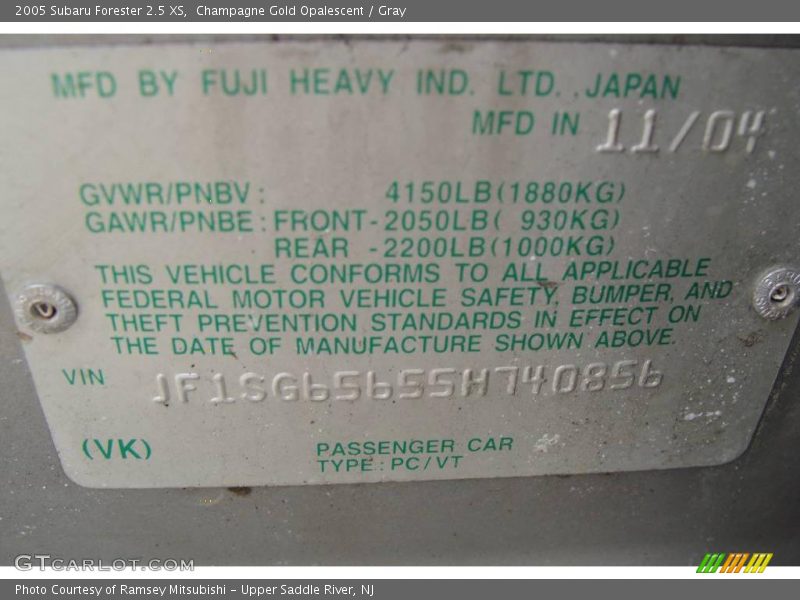 2005 Subaru Forester 2.5 XS,  Champagne Gold Opalescent / Gray
MFD BY FUJI HEAVY IND. LTD. , JAPAN
MFD IN 11/04
GVWR/PNBV : 4150LB(1880KG)
GAWR/PNBE : FRONT-2050LB( 930KG)
REAR -2200LB(1000KG)
THIS VEHICLE CONFORMS TO ALL APPLICABLE
FEDERAL MOTOR VEHICLE SAFETY, BUMPER, AND
THEFT PREVENTION STANDARDS IN EFFECT ON
THE DATE OF MANUFACTURE SHOWN ABOVE.
VIN JF1SG65655H740856
(VK) PASSENGER CAR
TYPE : PC/VT
GTCARLOT.COM
Photo Courtesy of Ramsey Mitsubishi - Upper Saddle River, NJ